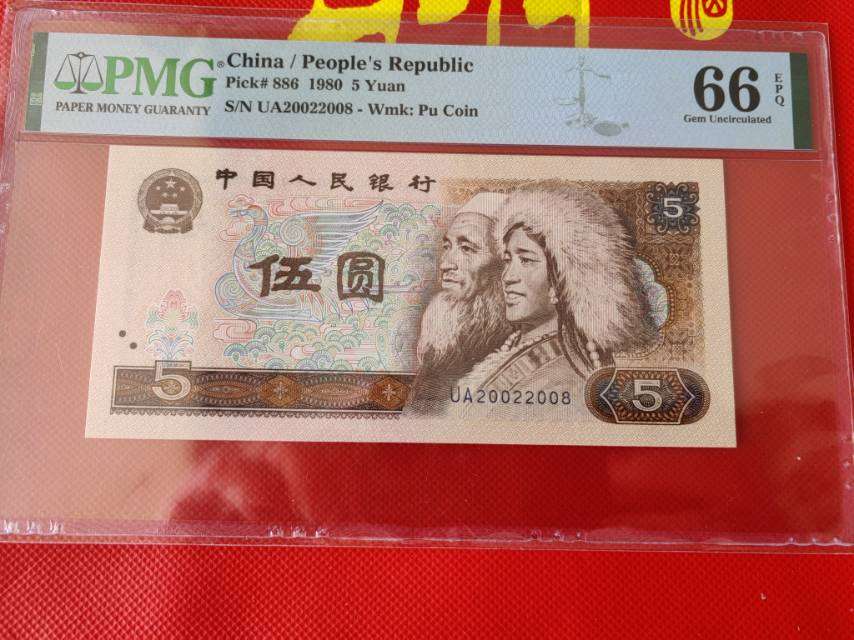 PMG
PAPER MONEY GUARANTY
China / People's Republic
Pick# 886 1980 5 Yuan
S/N UA20022008 - Wmk: Pu Coin
66 EPQ
Gem Uncirculated
中国人民银行
5
伍圆
5
UA20022008
5